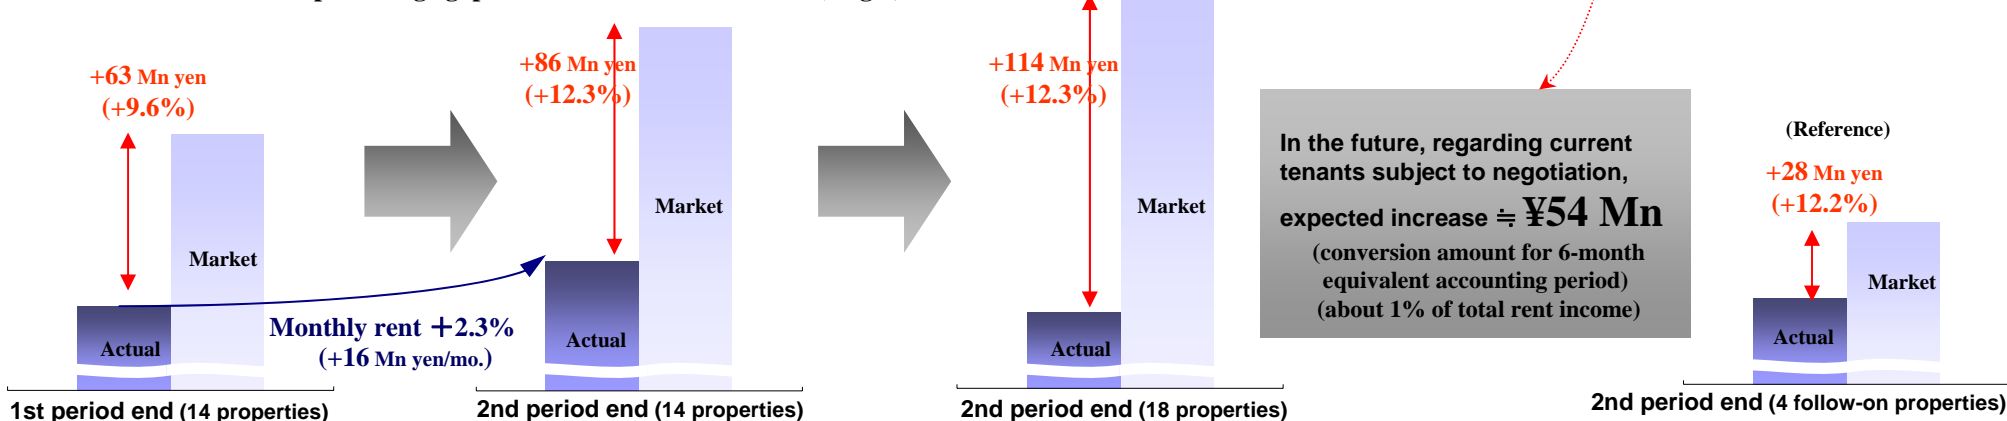 +63 Mn yen
(+9.6%)
Market
Actual
1st period end (14 properties)
Monthly rent ＋2.3%
(+16 Mn yen/mo.)
+86 Mn yen
(+12.3%)
Market
Actual
2nd period end (14 properties)
+114 Mn yen
(+12.3%)
Market
Actual
2nd period end (18 properties)
In the future, regarding current
tenants subject to negotiation,
expected increase ≒ ¥54 Mn
(conversion amount for 6-month
equivalent accounting period)
(about 1% of total rent income)
(Reference)
+28 Mn yen
(+12.2%)
Market
Actual
2nd period end (4 follow-on properties)